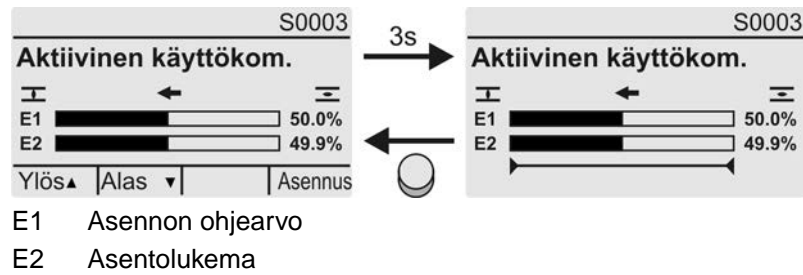 S0003
Aktiivinen käyttökom.
E1 50.0%
E2 49.9%
Ylös▲ Alas ▼ Asennus
3s
S0003
Aktiivinen käyttökom.
E1 50.0%
E2 49.9%
E1 Asennon ohjearvo
E2 Asentolukema